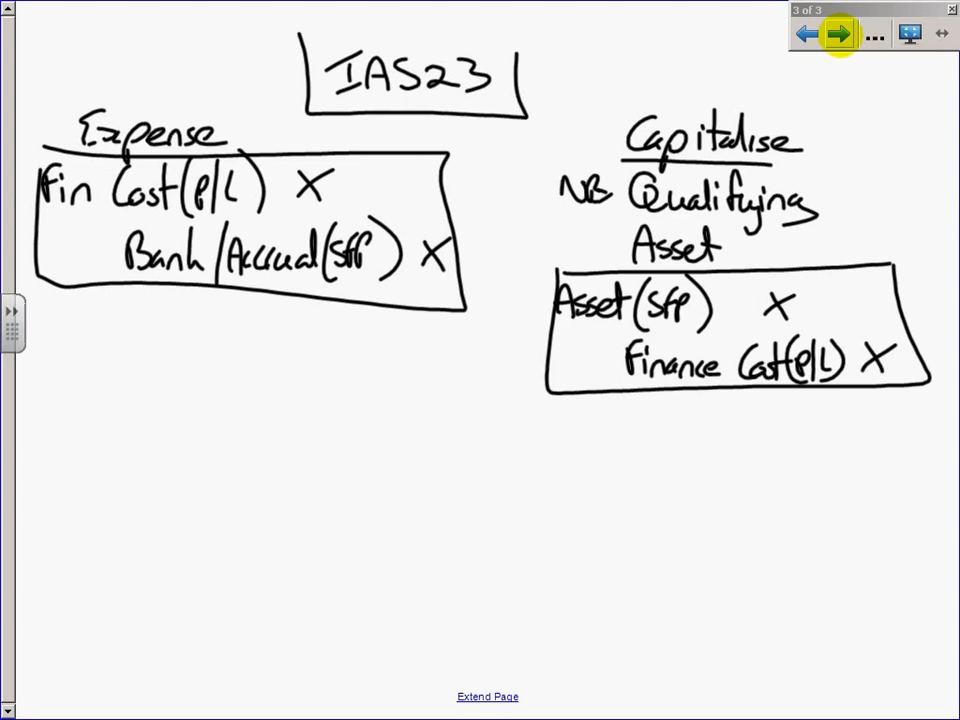 3 of 3
IAS23
Expense
Fin Cost (P/L) X
Bank / Accrual (SFP) X
Capitalise
NB Qualifying
Asset
Asset (SFP) X
Finance Cost (P/L) X
Extend Page